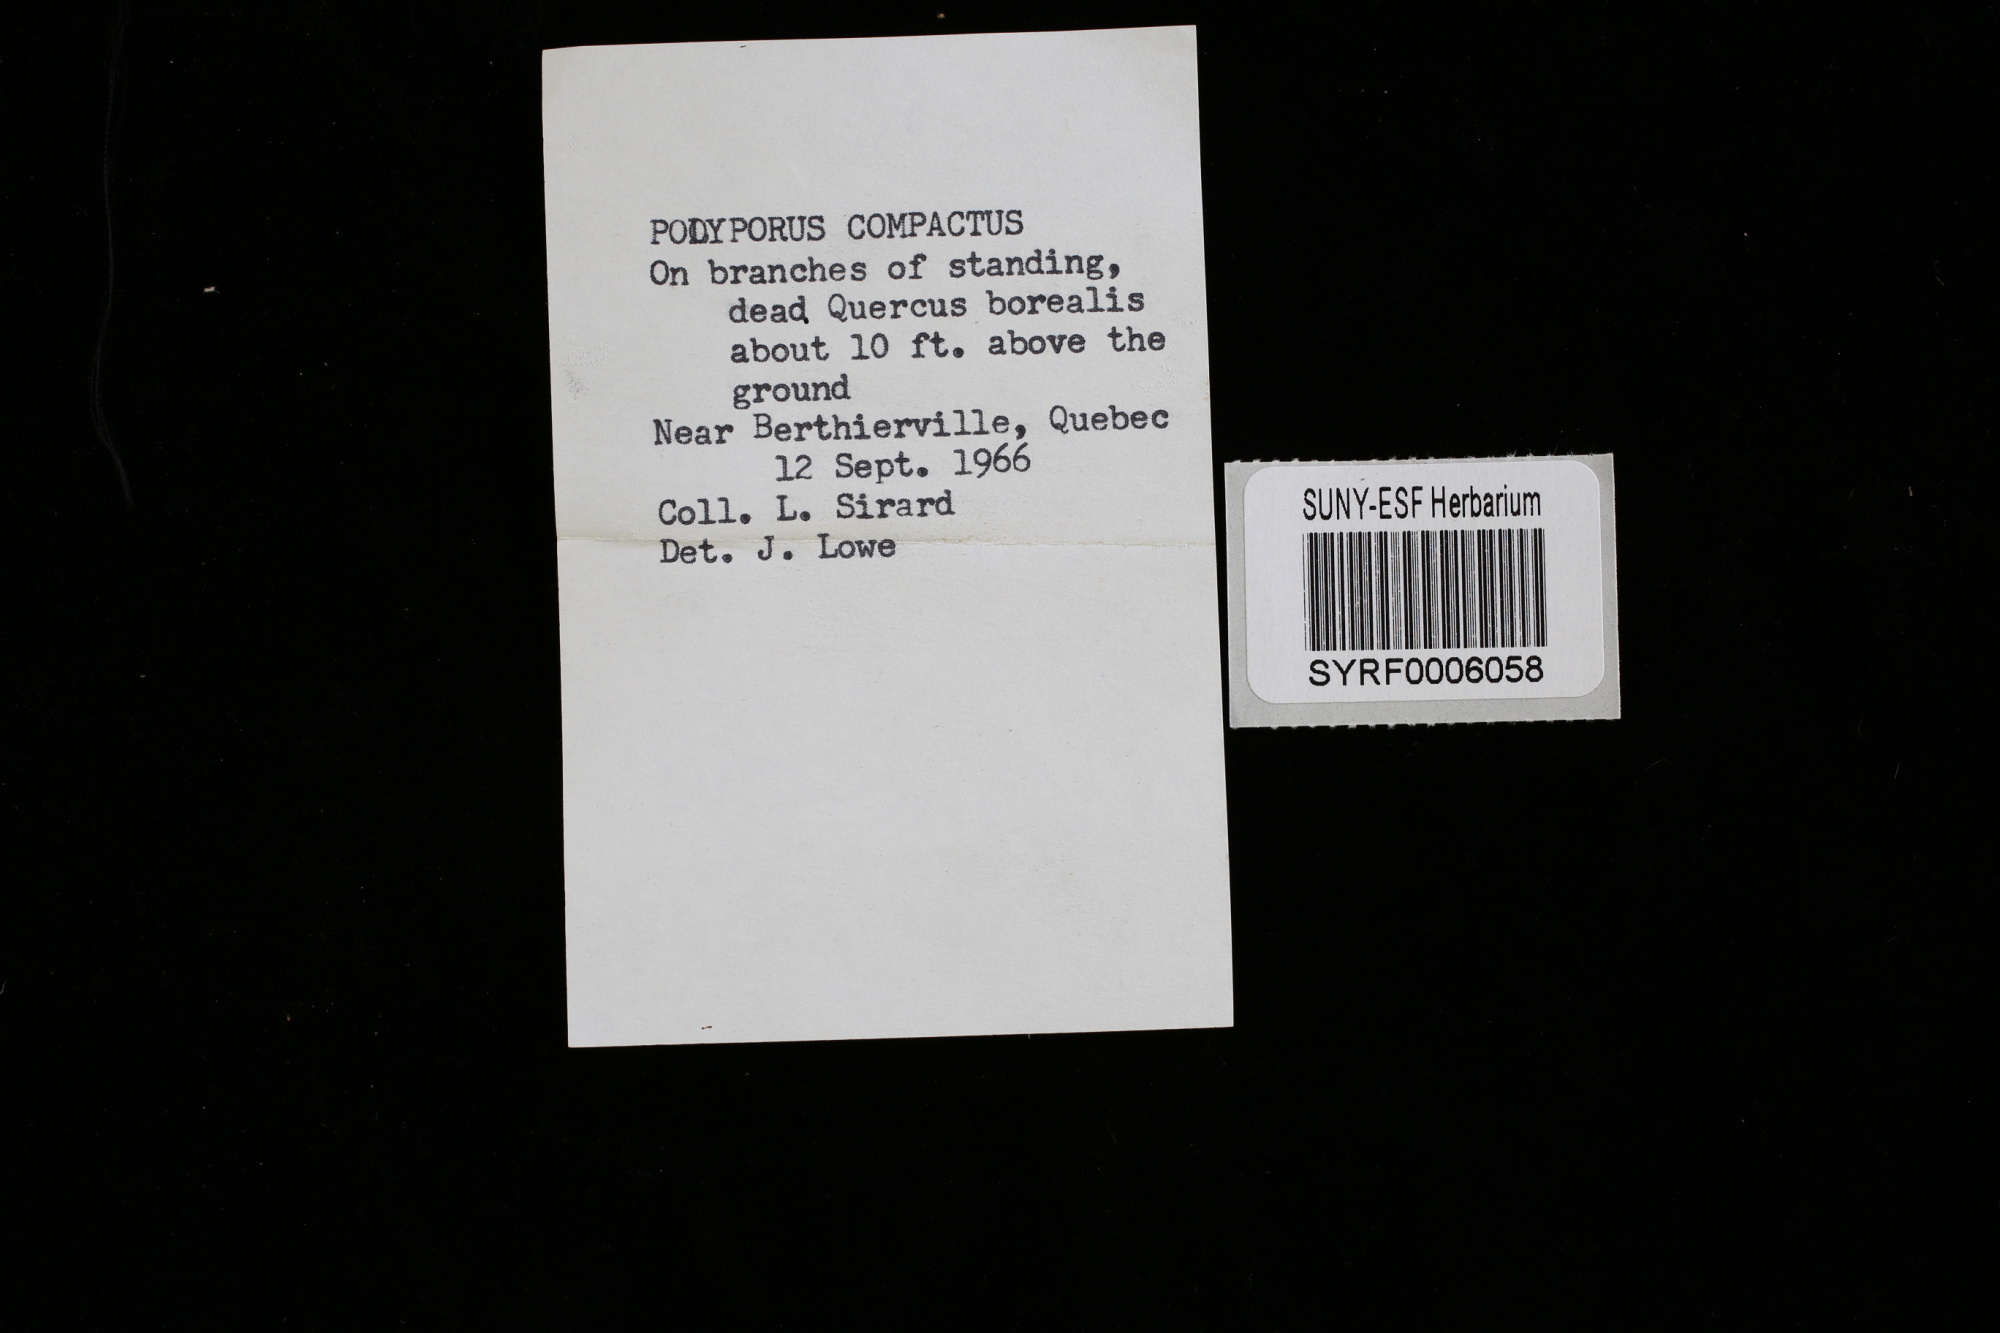 POLYPORUS COMPACTUS
On branches of standing,
dead Quercus borealis
about 10 ft. above the
ground
Near Berthierville, Quebec
12 Sept. 1966
Coll. L. Sirard
Det. J. Lowe
SUNY-ESF Herbarium
SYRF0006058